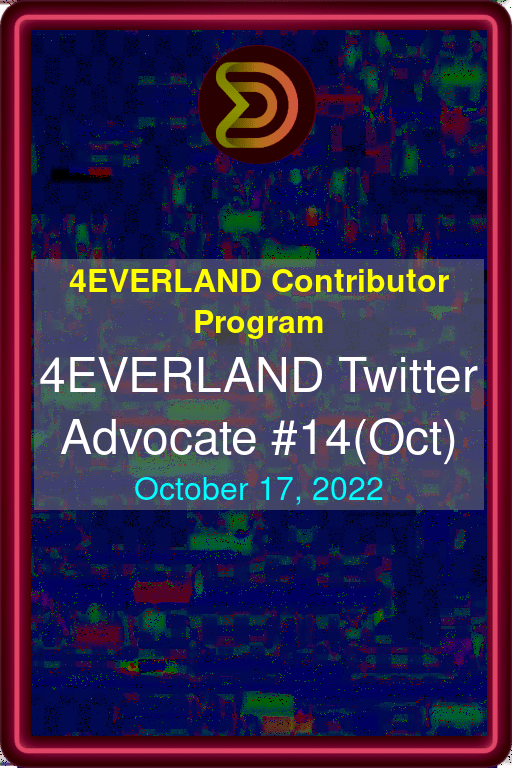 4EVERLAND Contributor
Program
4EVERLAND Twitter
Advocate #14(Oct)
October 17, 2022